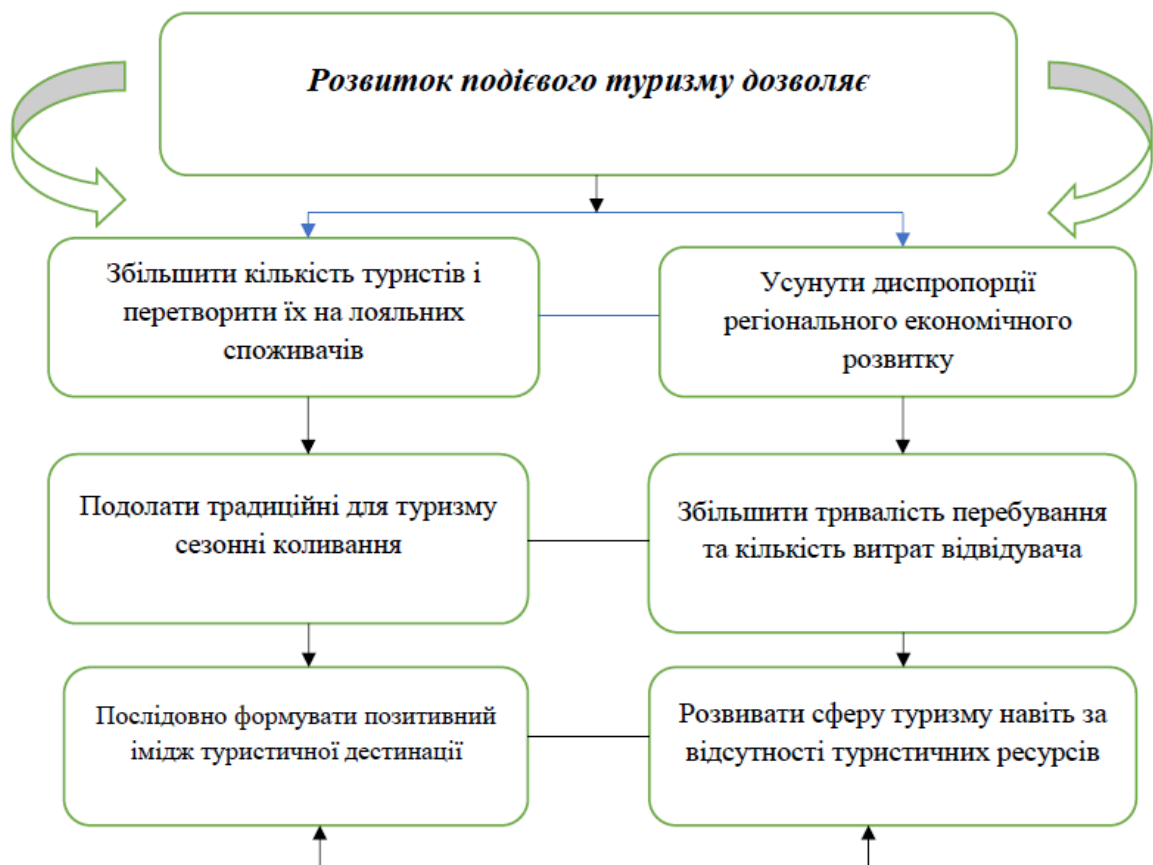 Розвиток подієвого туризму дозволяє
Збільшити кількість туристів і
перетворити їх на лояльних
споживачів
Усунути диспропорції
регіонального економічного
розвитку
Подолати традиційні для туризму
сезонні коливання
Збільшити тривалість перебування
та кількість витрат відвідувача
Послідовно формувати позитивний
імідж туристичної дестинації
Розвивати сферу туризму навіть за
відсутності туристичних ресурсів